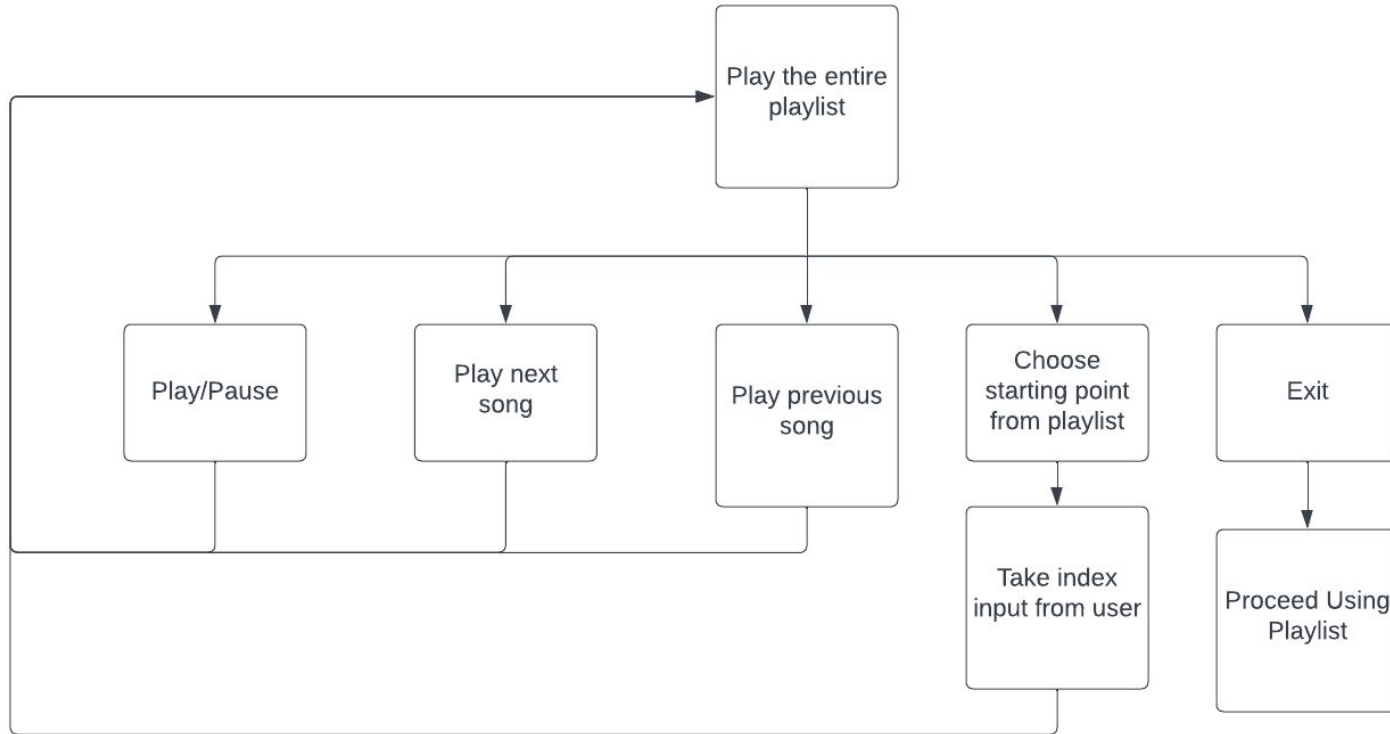 Play the entire
playlist
Play/Pause
Play next
song
Play previous
song
Choose
starting point
from playlist
Exit
Take index
input from user
Proceed Using
Playlist